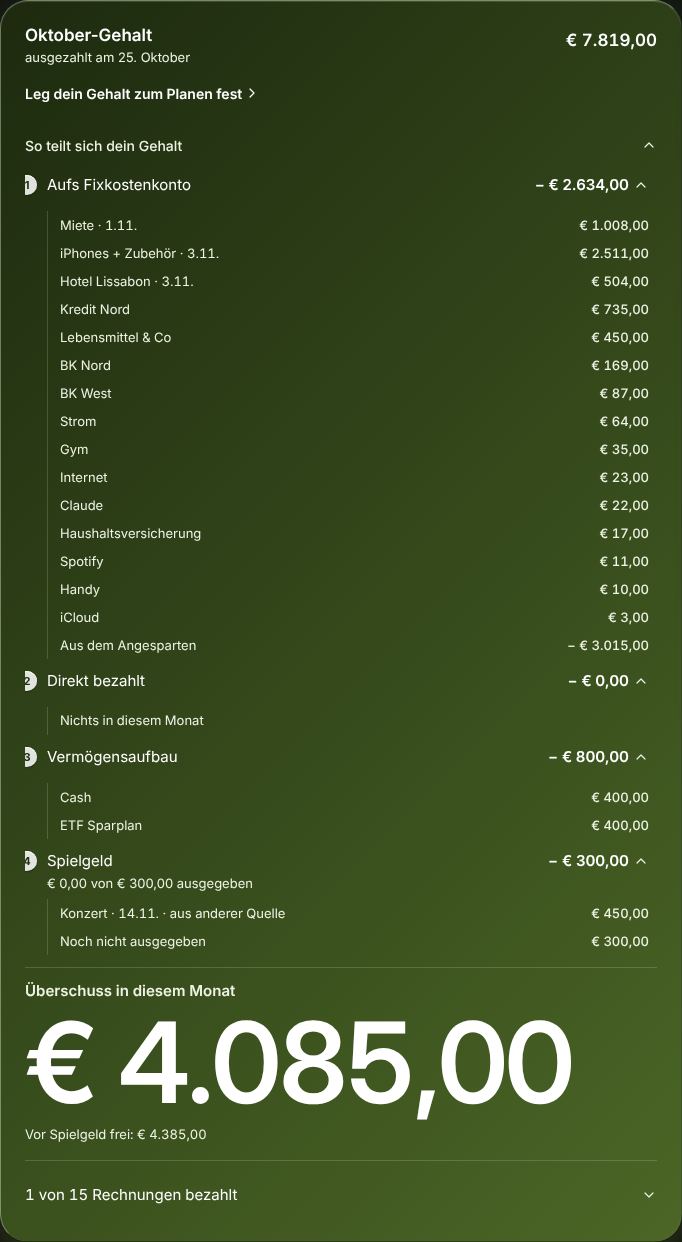 Oktober-Gehalt
€ 7.819,00
ausgezahlt am 25. Oktober
Leg dein Gehalt zum Planen fest
So teilt sich dein Gehalt
1 Aufs Fixkostenkonto – € 2.634,00
Miete · 1.11. € 1.008,00
iPhones + Zubehör · 3.11. € 2.511,00
Hotel Lissabon · 3.11. € 504,00
Kredit Nord € 735,00
Lebensmittel & Co € 450,00
BK Nord € 169,00
BK West € 87,00
Strom € 64,00
Gym € 35,00
Internet € 23,00
Claude € 22,00
Haushaltsversicherung € 17,00
Spotify € 11,00
Handy € 10,00
iCloud € 3,00
Aus dem Angesparten – € 3.015,00
2 Direkt bezahlt – € 0,00
Nichts in diesem Monat
3 Vermögensaufbau – € 800,00
Cash € 400,00
ETF Sparplan € 400,00
4 Spielgeld – € 300,00
€ 0,00 von € 300,00 ausgegeben
Konzert · 14.11. · aus anderer Quelle € 450,00
Noch nicht ausgegeben € 300,00
Überschuss in diesem Monat
€ 4.085,00
Vor Spielgeld frei: € 4.385,00
1 von 15 Rechnungen bezahlt